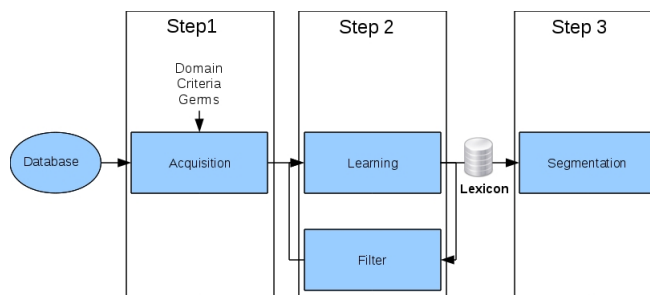 Step1
Step 2
Step 3
Domain
Criteria
Germs
Database
Acquisition
Learning
Lexicon
Segmentation
Filter